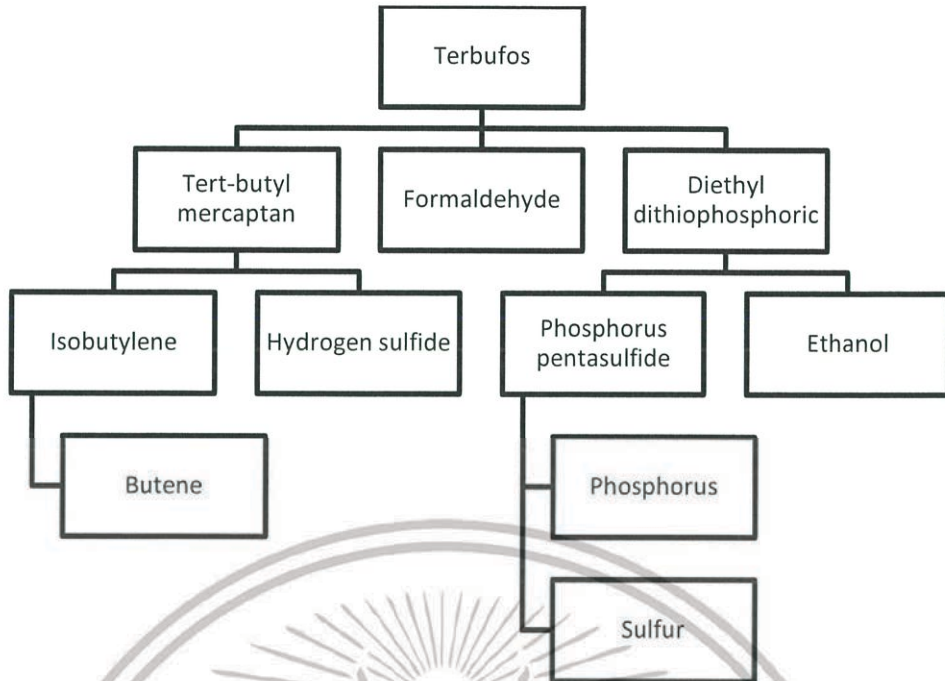 Terbufos
Tert-butyl
mercaptan
Formaldehyde
Diethyl
dithiophosphoric
Isobutylene
Hydrogen sulfide
Phosphorus
pentasulfide
Ethanol
Butene
Phosphorus
Sulfur